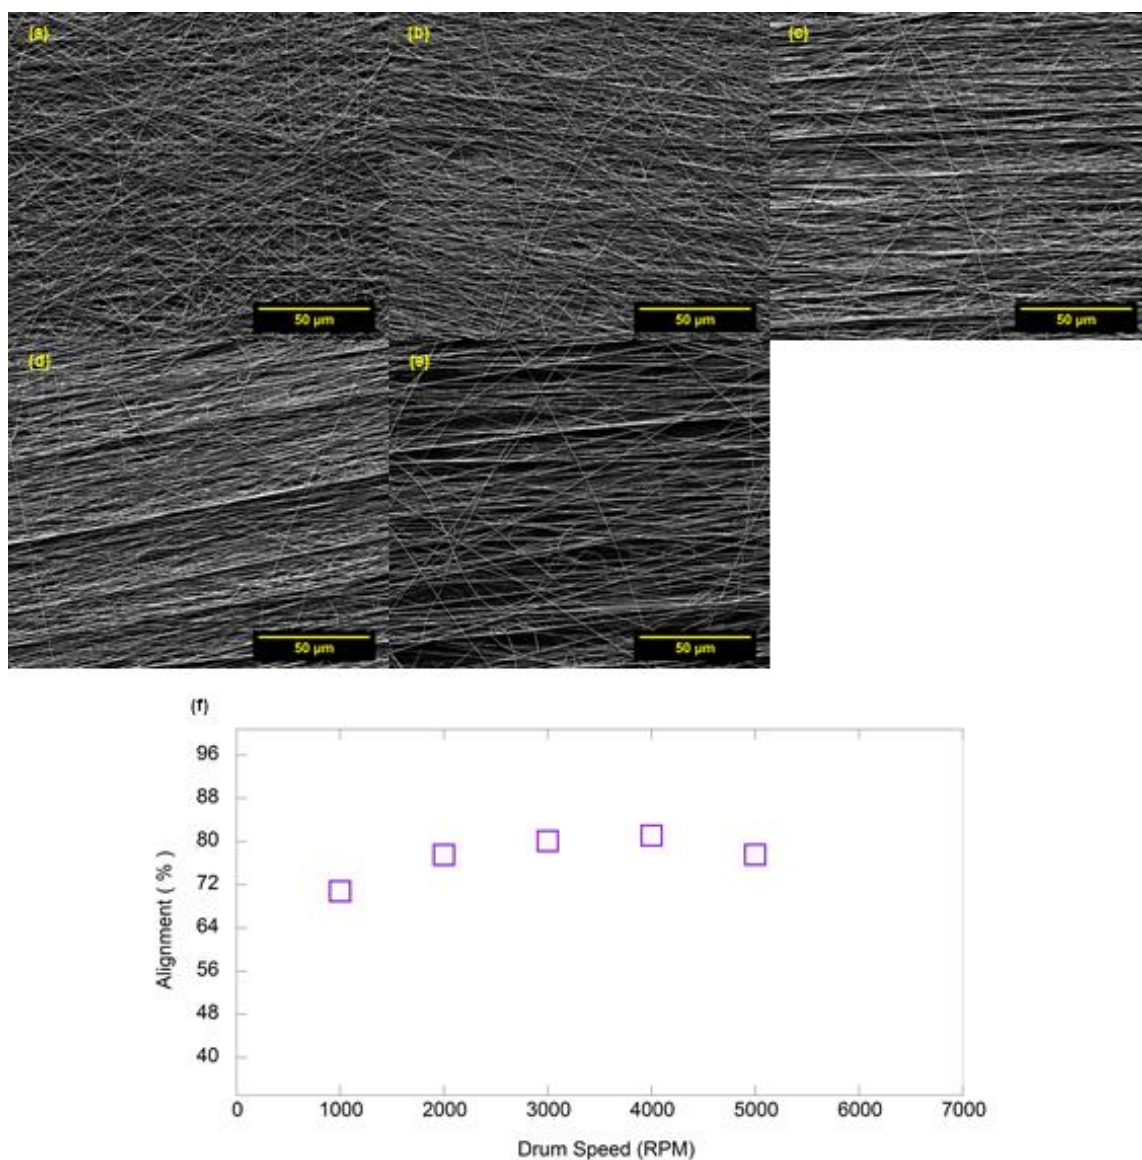 (a) (b) (c)
50 µm 50 µm 50 µm
(d) (e)
50 µm 50 µm
(f)
96
88
80
72
64
56
48
40
Alignment ( % )
0 1000 2000 3000 4000 5000 6000 7000
Drum Speed (RPM)